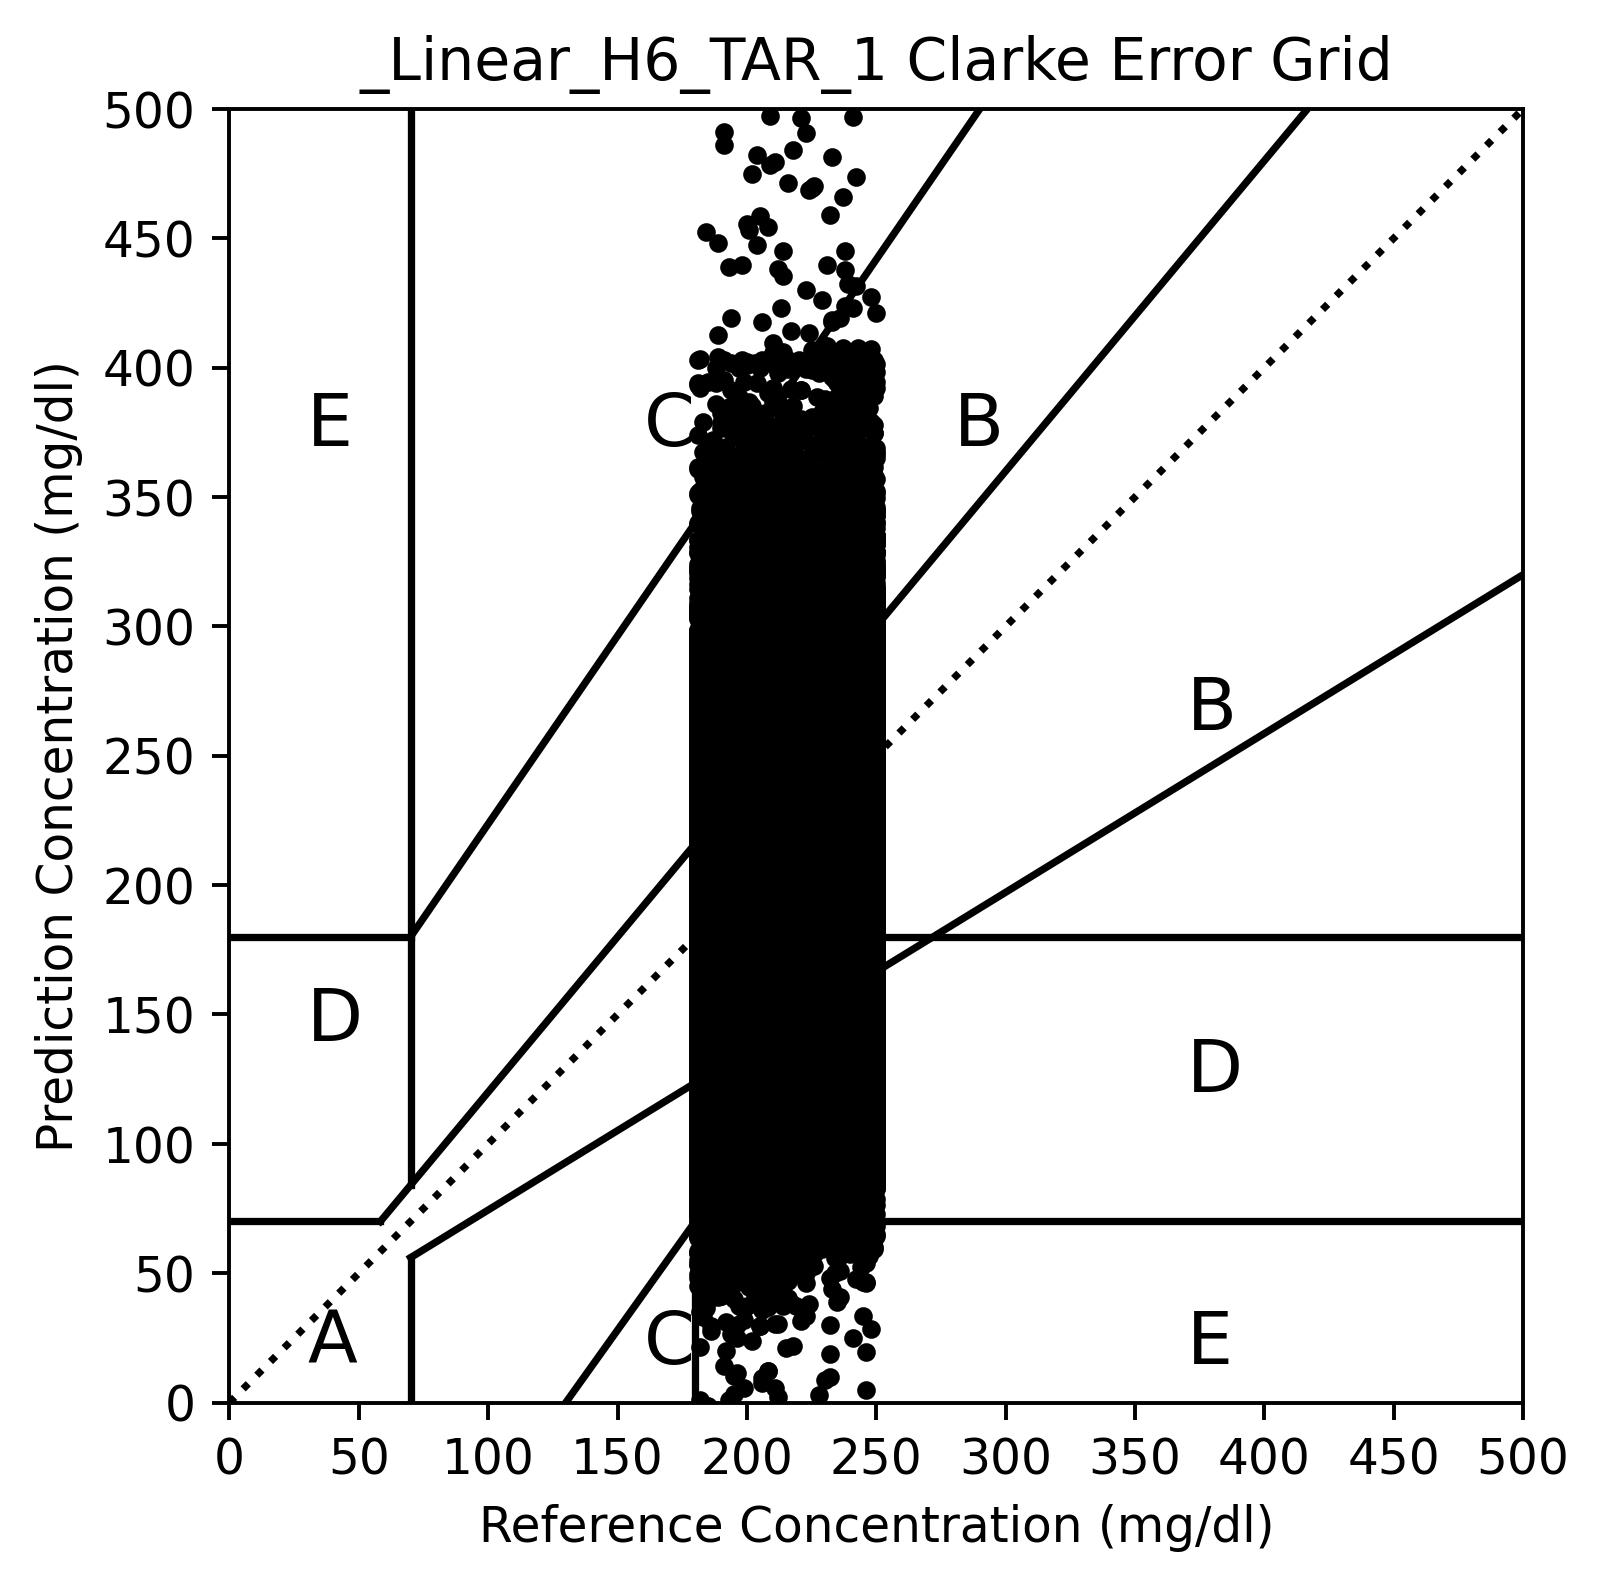 _Linear_H6_TAR_1 Clarke Error Grid
500
450
400
350
300
250
200
150
100
50
0
Prediction Concentration (mg/dl)
E
C
B
B
D
D
A
C
E
0 50 100 150 200 250 300 350 400 450 500
Reference Concentration (mg/dl)